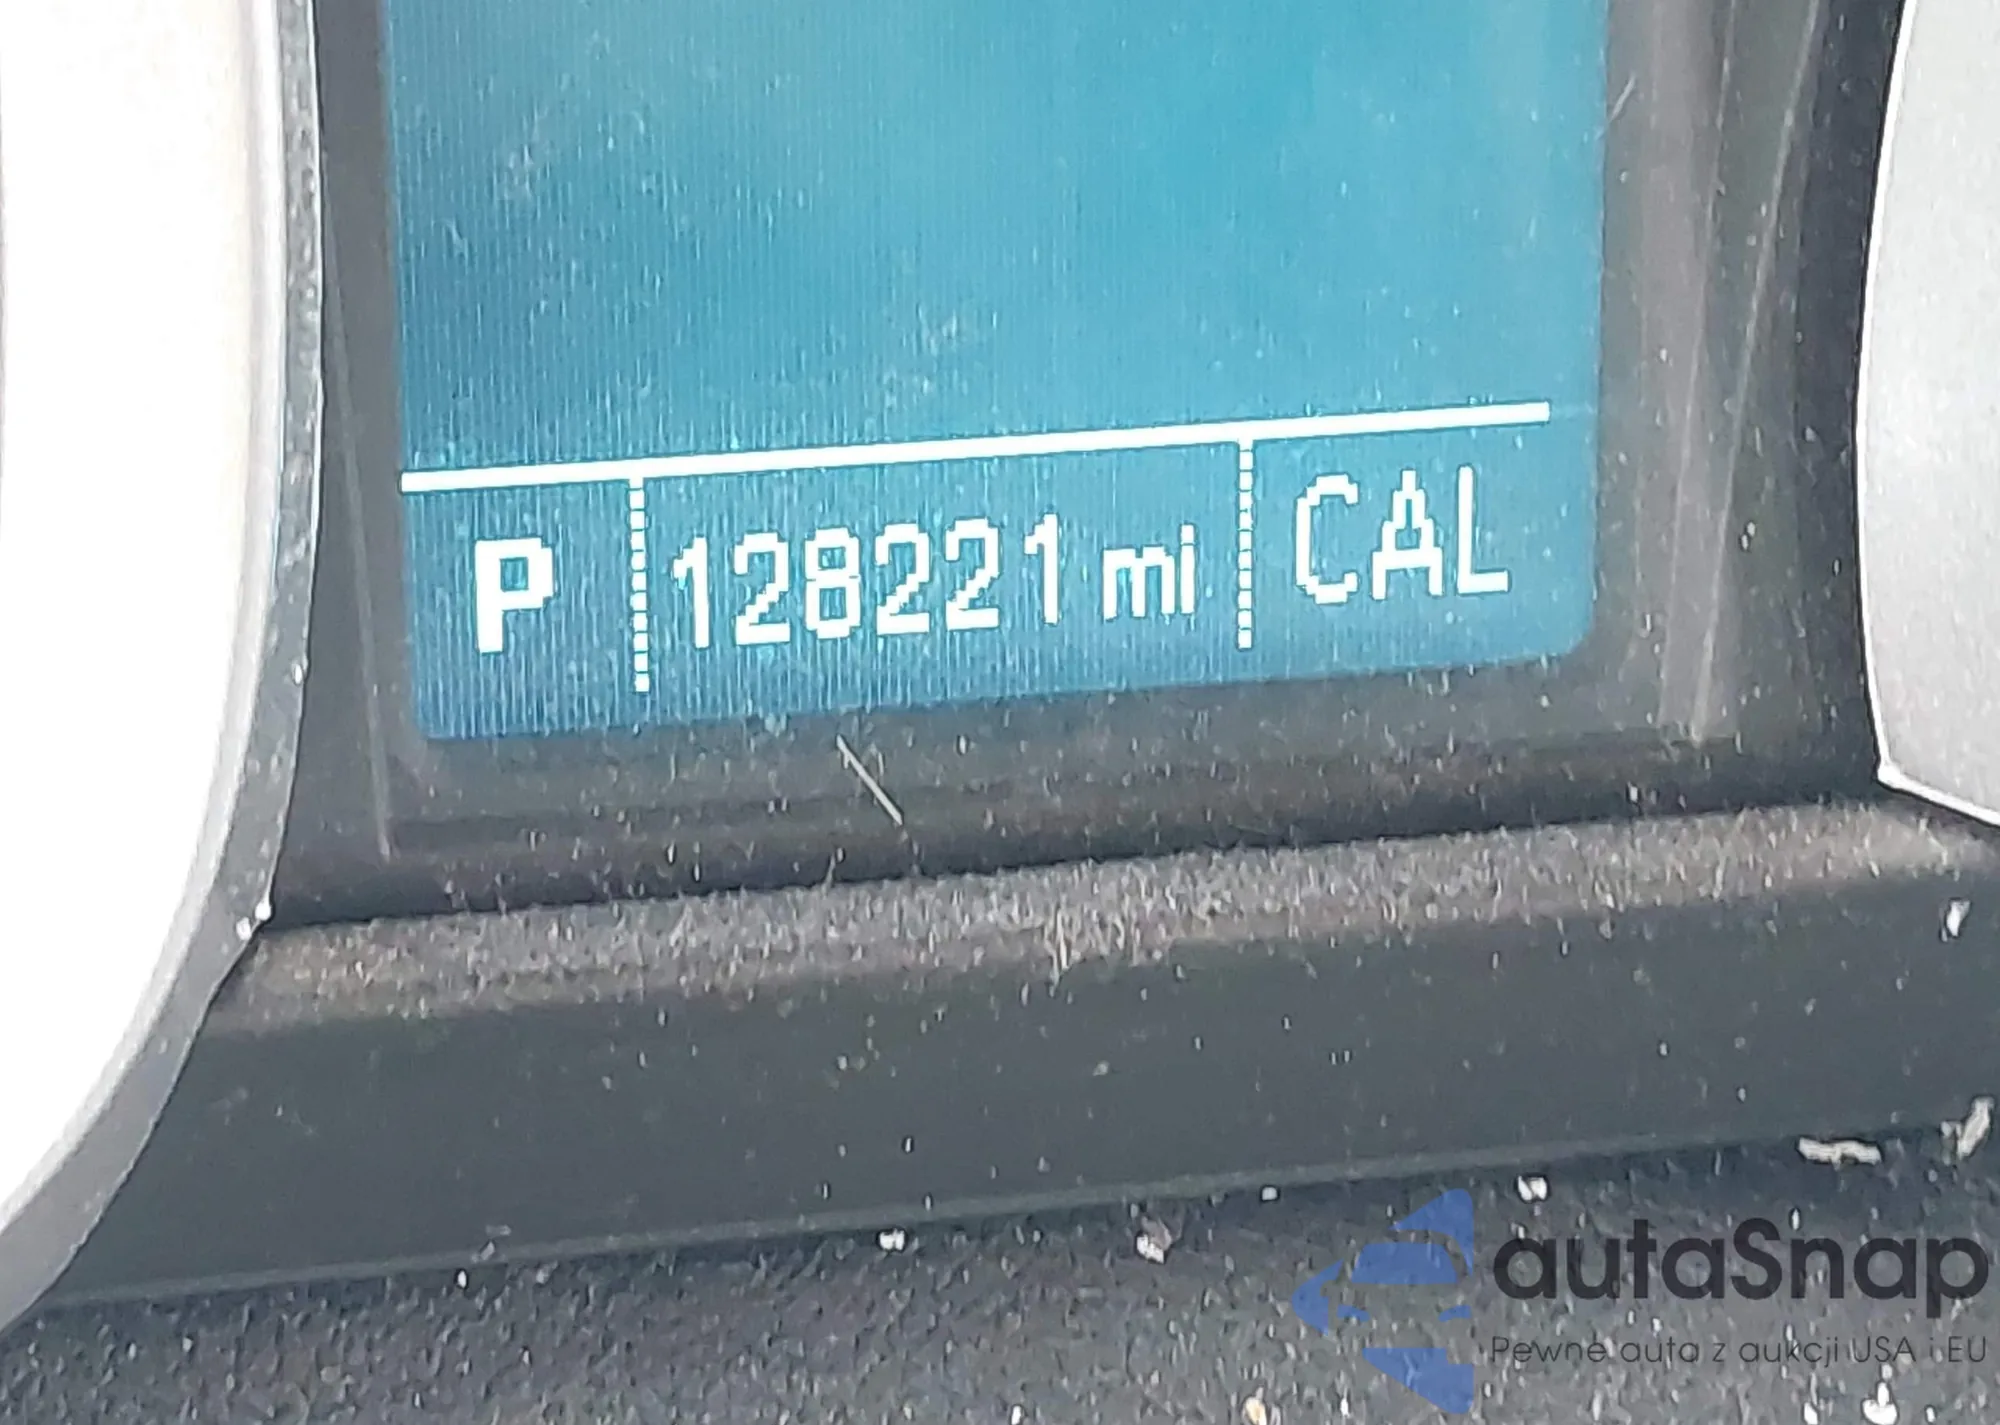 P 128221 mi CAL
autaSnap
Pewne auta z aukcji USA i EU